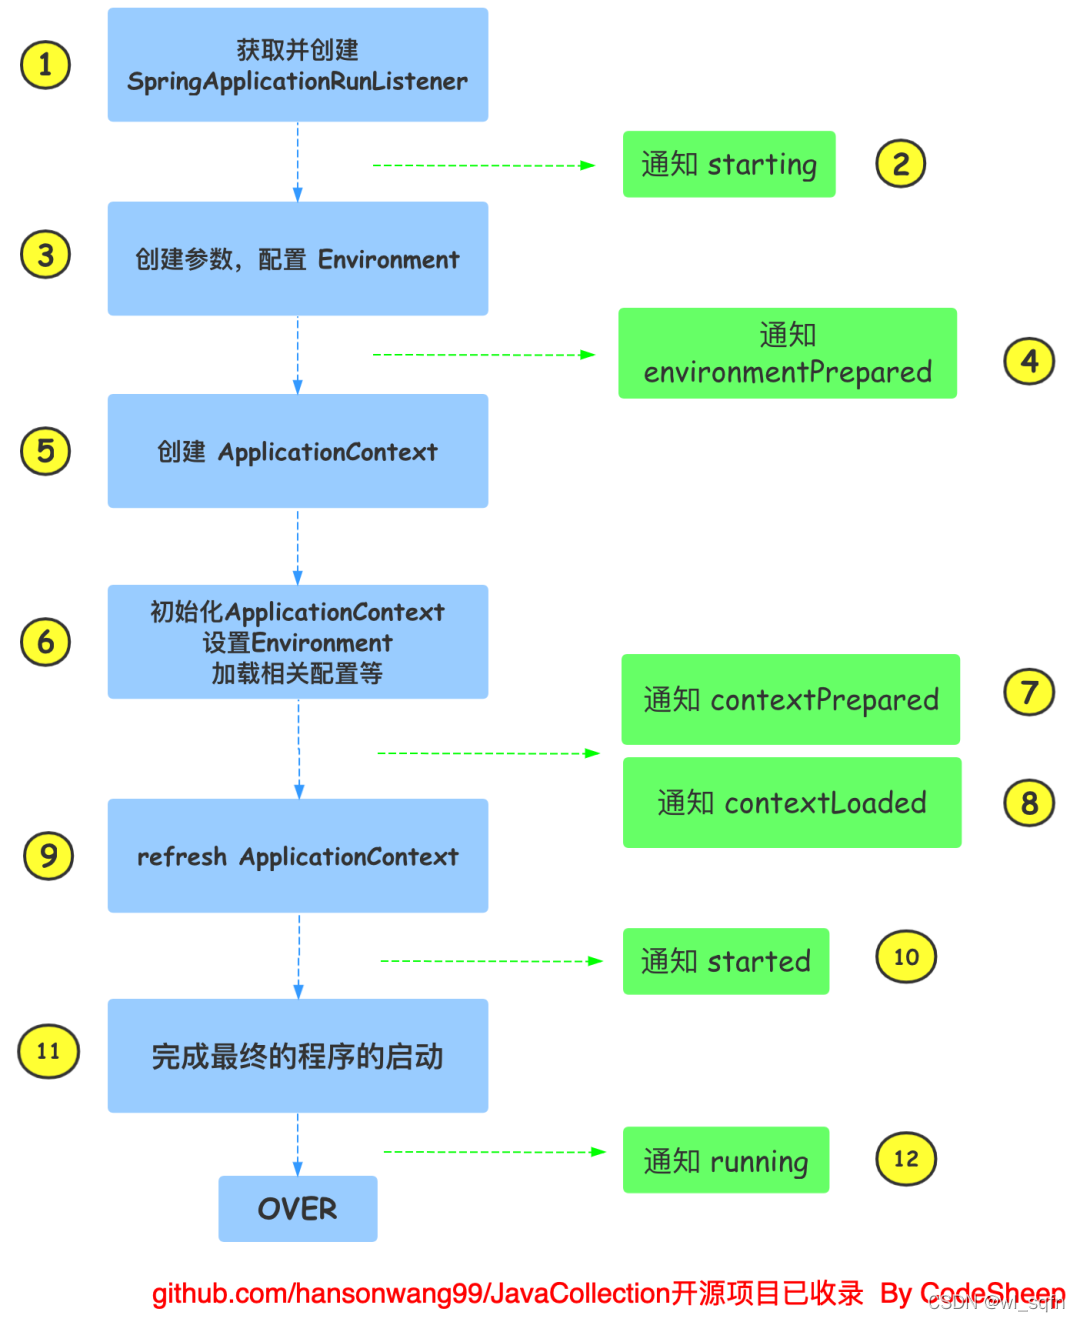 1
获取并创建
SpringApplicationRunListener
通知 starting
2
3
创建参数，配置 Environment
通知
environmentPrepared
4
5
创建 ApplicationContext
6
初始化ApplicationContext
设置Environment
加载相关配置等
通知 contextPrepared
7
通知 contextLoaded
8
9
refresh ApplicationContext
通知 started
10
11
完成最终的程序的启动
通知 running
12
OVER
github.com/hansonwang99/JavaCollection开源项目已收录 By CodeSheep
CSDN @wl_sqfh